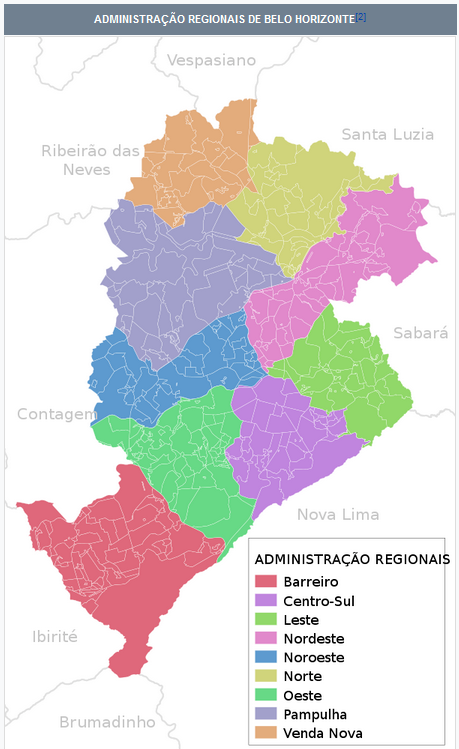 ADMINISTRAÇÃO REGIONAIS DE BELO HORIZONTE[2]
Vespasiano
Santa Luzia
Ribeirão das
Neves
Sabará
Contagem
Nova Lima
ADMINISTRAÇÃO REGIONAIS
Barreiro
Centro-Sul
Leste
Nordeste
Noroeste
Norte
Oeste
Pampulha
Venda Nova
Ibirité
Brumadinho